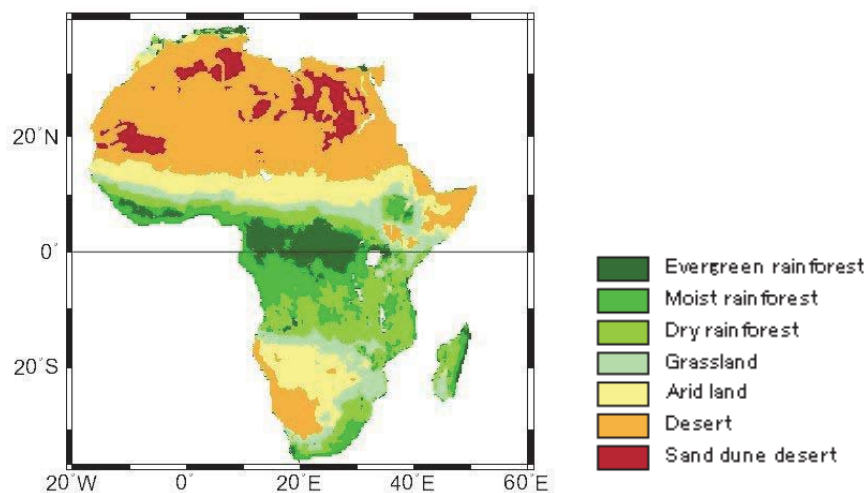 20°N
0°
20°S
20°W 0° 20°E 40°E 60°E
Evergreen rainforest
Moist rainforest
Dry rainforest
Grassland
Arid land
Desert
Sand dune desert